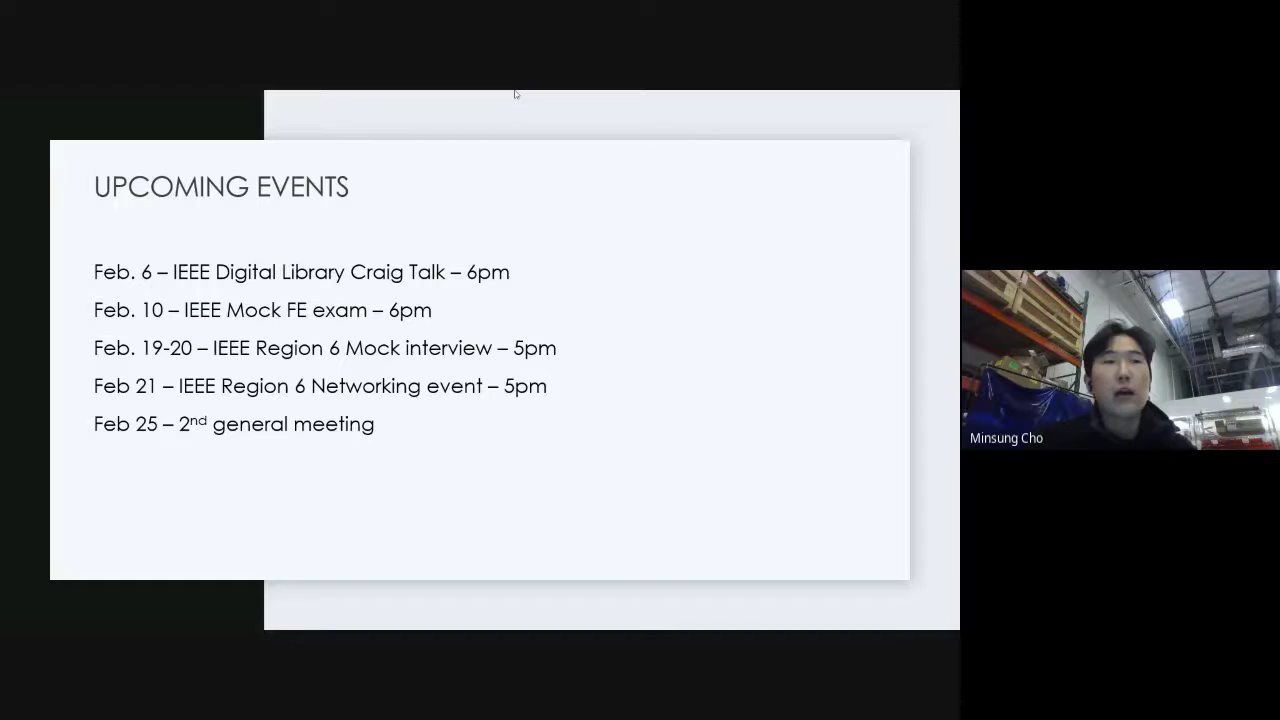 UPCOMING EVENTS
Feb. 6 – IEEE Digital Library Craig Talk – 6pm
Feb. 10 – IEEE Mock FE exam – 6pm
Feb. 19-20 – IEEE Region 6 Mock interview – 5pm
Feb 21 – IEEE Region 6 Networking event – 5pm
Feb 25 – 2nd general meeting
Minsung Cho